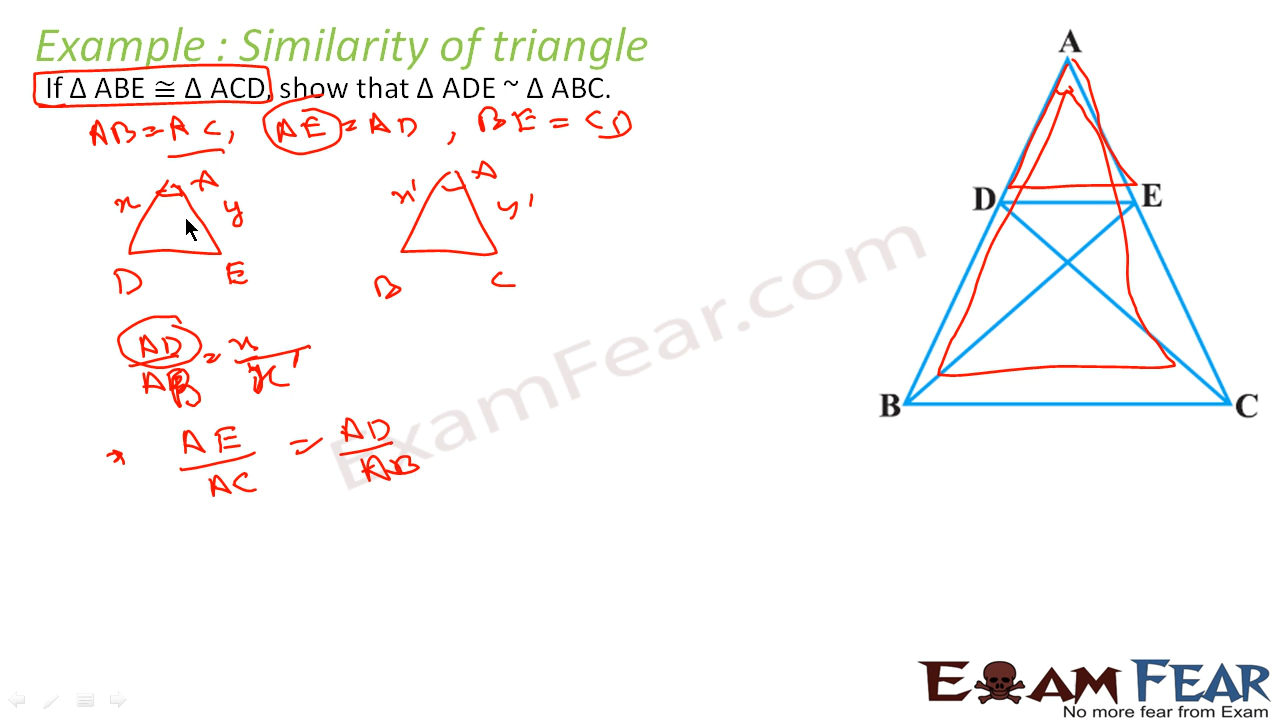 Example : Similarity of triangle
If Δ ABE ≅ Δ ACD, show that Δ ADE ~ Δ ABC.
AB = AC, AE = AD, BE = CD
A
x y
D E
A
x' y'
B C
AD/AB = x/x'
* AE/AC = AD/AB
A
D E
B C
ExamFear.com
EXAM FEAR
No more fear from Exam